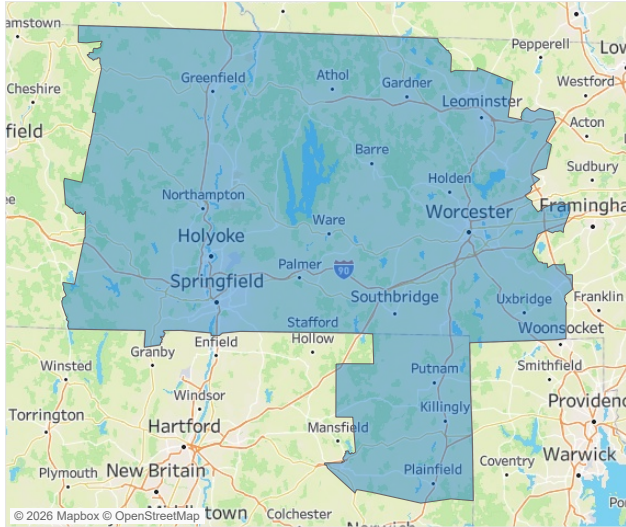 amstown
Pepperell
Low
Athol
Greenfield
Gardner
Cheshire
Westford
Leominster
Acton
field
Barre
Sudbury
Holden
Northampton
Framingha
Worcester
Ware
Holyoke
Palmer
90
Springfield
Southbridge
Uxbridge
Franklin
Stafford
Hollow
Woonsocket
Enfield
Granby
Winsted
Putnam
Smithfield
Windsor
Providenc
Killingly
Torrington
Hartford
Mansfield
Warwick
Coventry
New Britain
Plymouth
Plainfield
Colchester
© 2026 Mapbox © OpenStreetMap
town